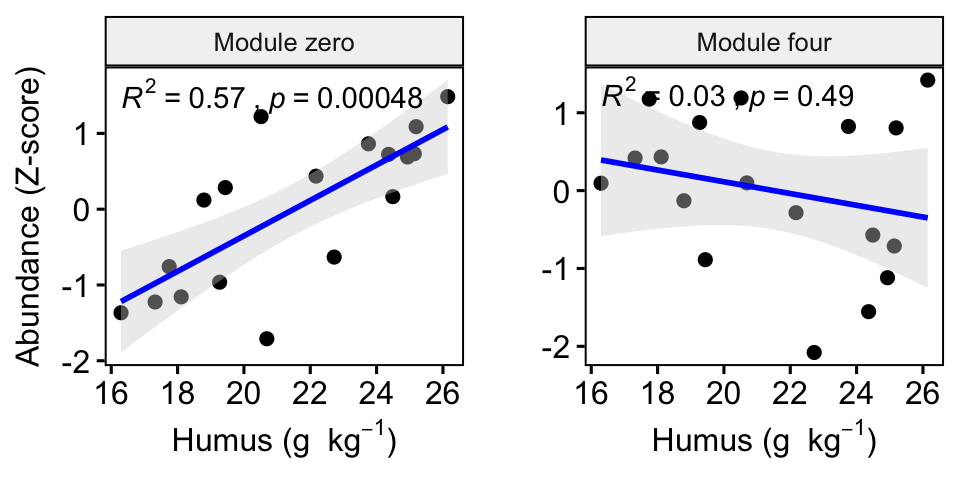 Module zero
Module four
R² = 0.57 , p = 0.00048
R² = 0.03 , p = 0.49
Abundance (Z-score)
1
0
-1
-2
1
0
-1
-2
16 18 20 22 24 26
16 18 20 22 24 26
Humus (g kg⁻¹)
Humus (g kg⁻¹)